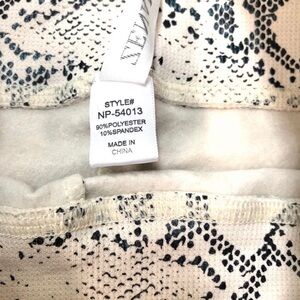 STYLE#
NP-54013
90%POLYESTER
10%SPANDEX
MADE IN
CHINA